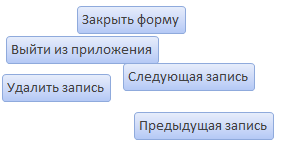 Закрыть форму
Выйти из приложения
Следующая запись
Удалить запись
Предыдущая запись